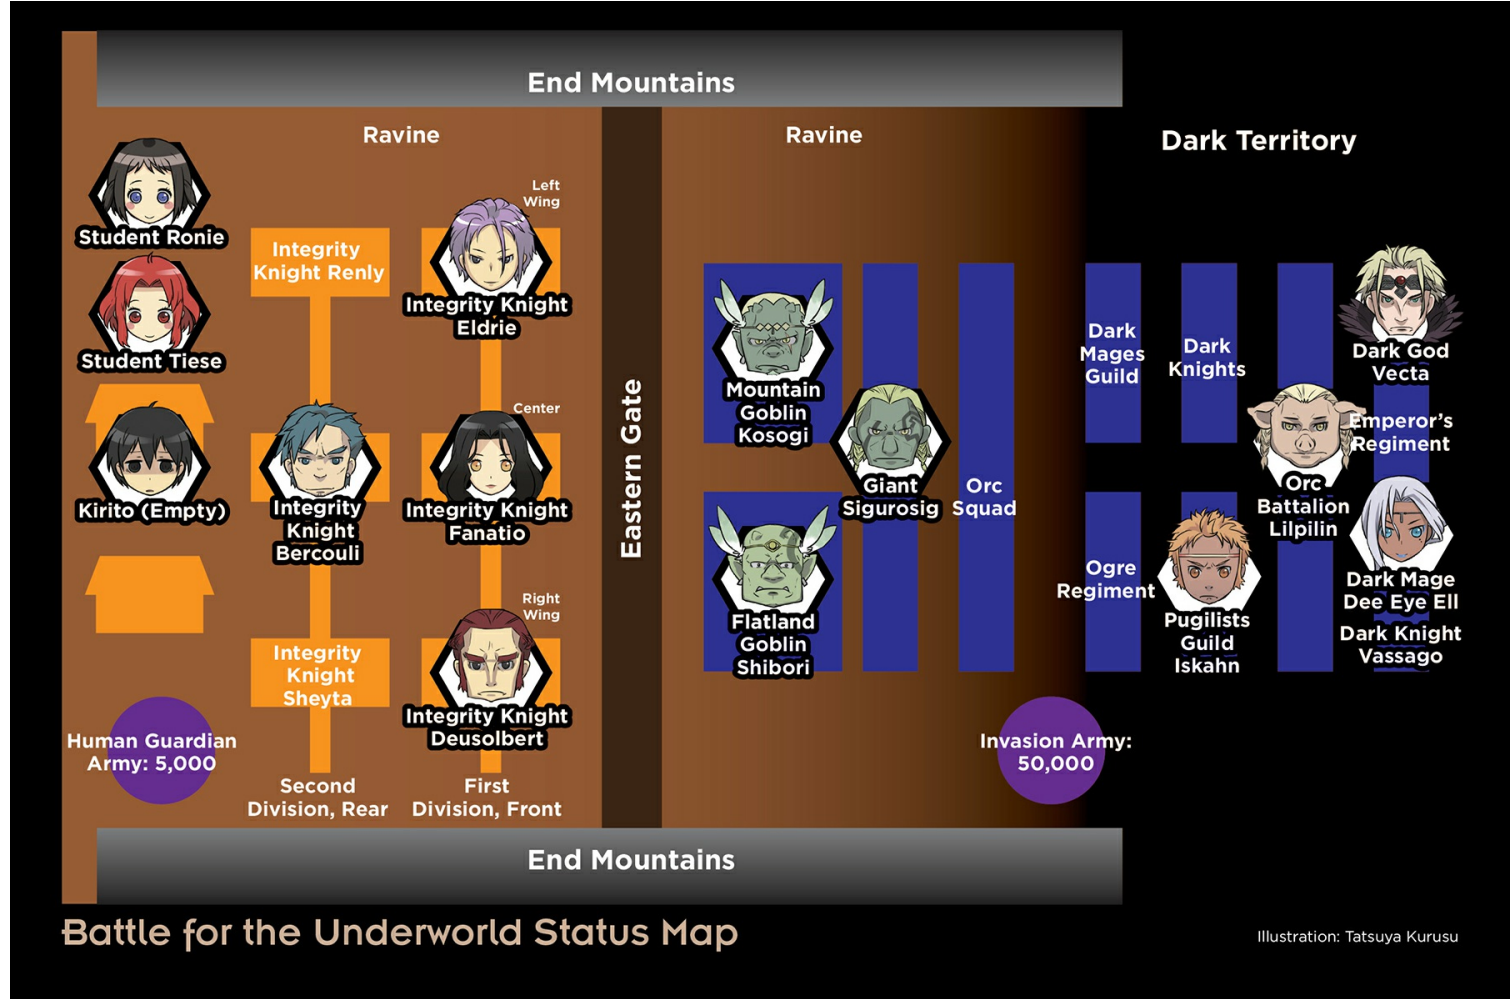 End Mountains
Ravine
Ravine
Dark Territory
Student Ronie
Student Tiese
Kirito (Empty)
Human Guardian
Army: 5,000
Integrity
Knight Renly
Integrity
Knight
Bercouli
Integrity
Knight
Sheyta
Second
Division, Rear
Left
Wing
Integrity Knight
Eldrie
Center
Integrity Knight
Fanatio
Right
Wing
Integrity Knight
Deusolbert
First
Division, Front
Eastern Gate
Mountain
Goblin
Kosogi
Flatland
Goblin
Shibori
Giant
Sigurosig
Orc
Squad
Invasion Army:
50,000
Dark
Mages
Guild
Ogre
Regiment
Dark
Knights
Pugilists
Guild
Iskahn
Orc
Battalion
Lilpilin
Dark God
Vecta
Emperor's
Regiment
Dark Mage
Dee Eye Ell
Dark Knight
Vassago
End Mountains
Battle for the Underworld Status Map
Illustration: Tatsuya Kurusu